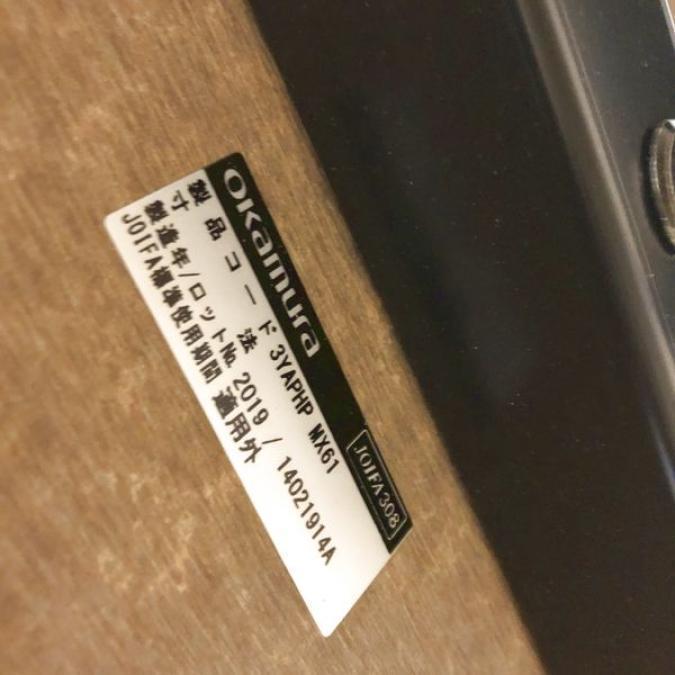 Okamura JOIFA308
製品コード 3YAPHP MX61
寸法
製造年/ロットNo. 2019 / 14021914A
JOIFA標準使用期間 適用外